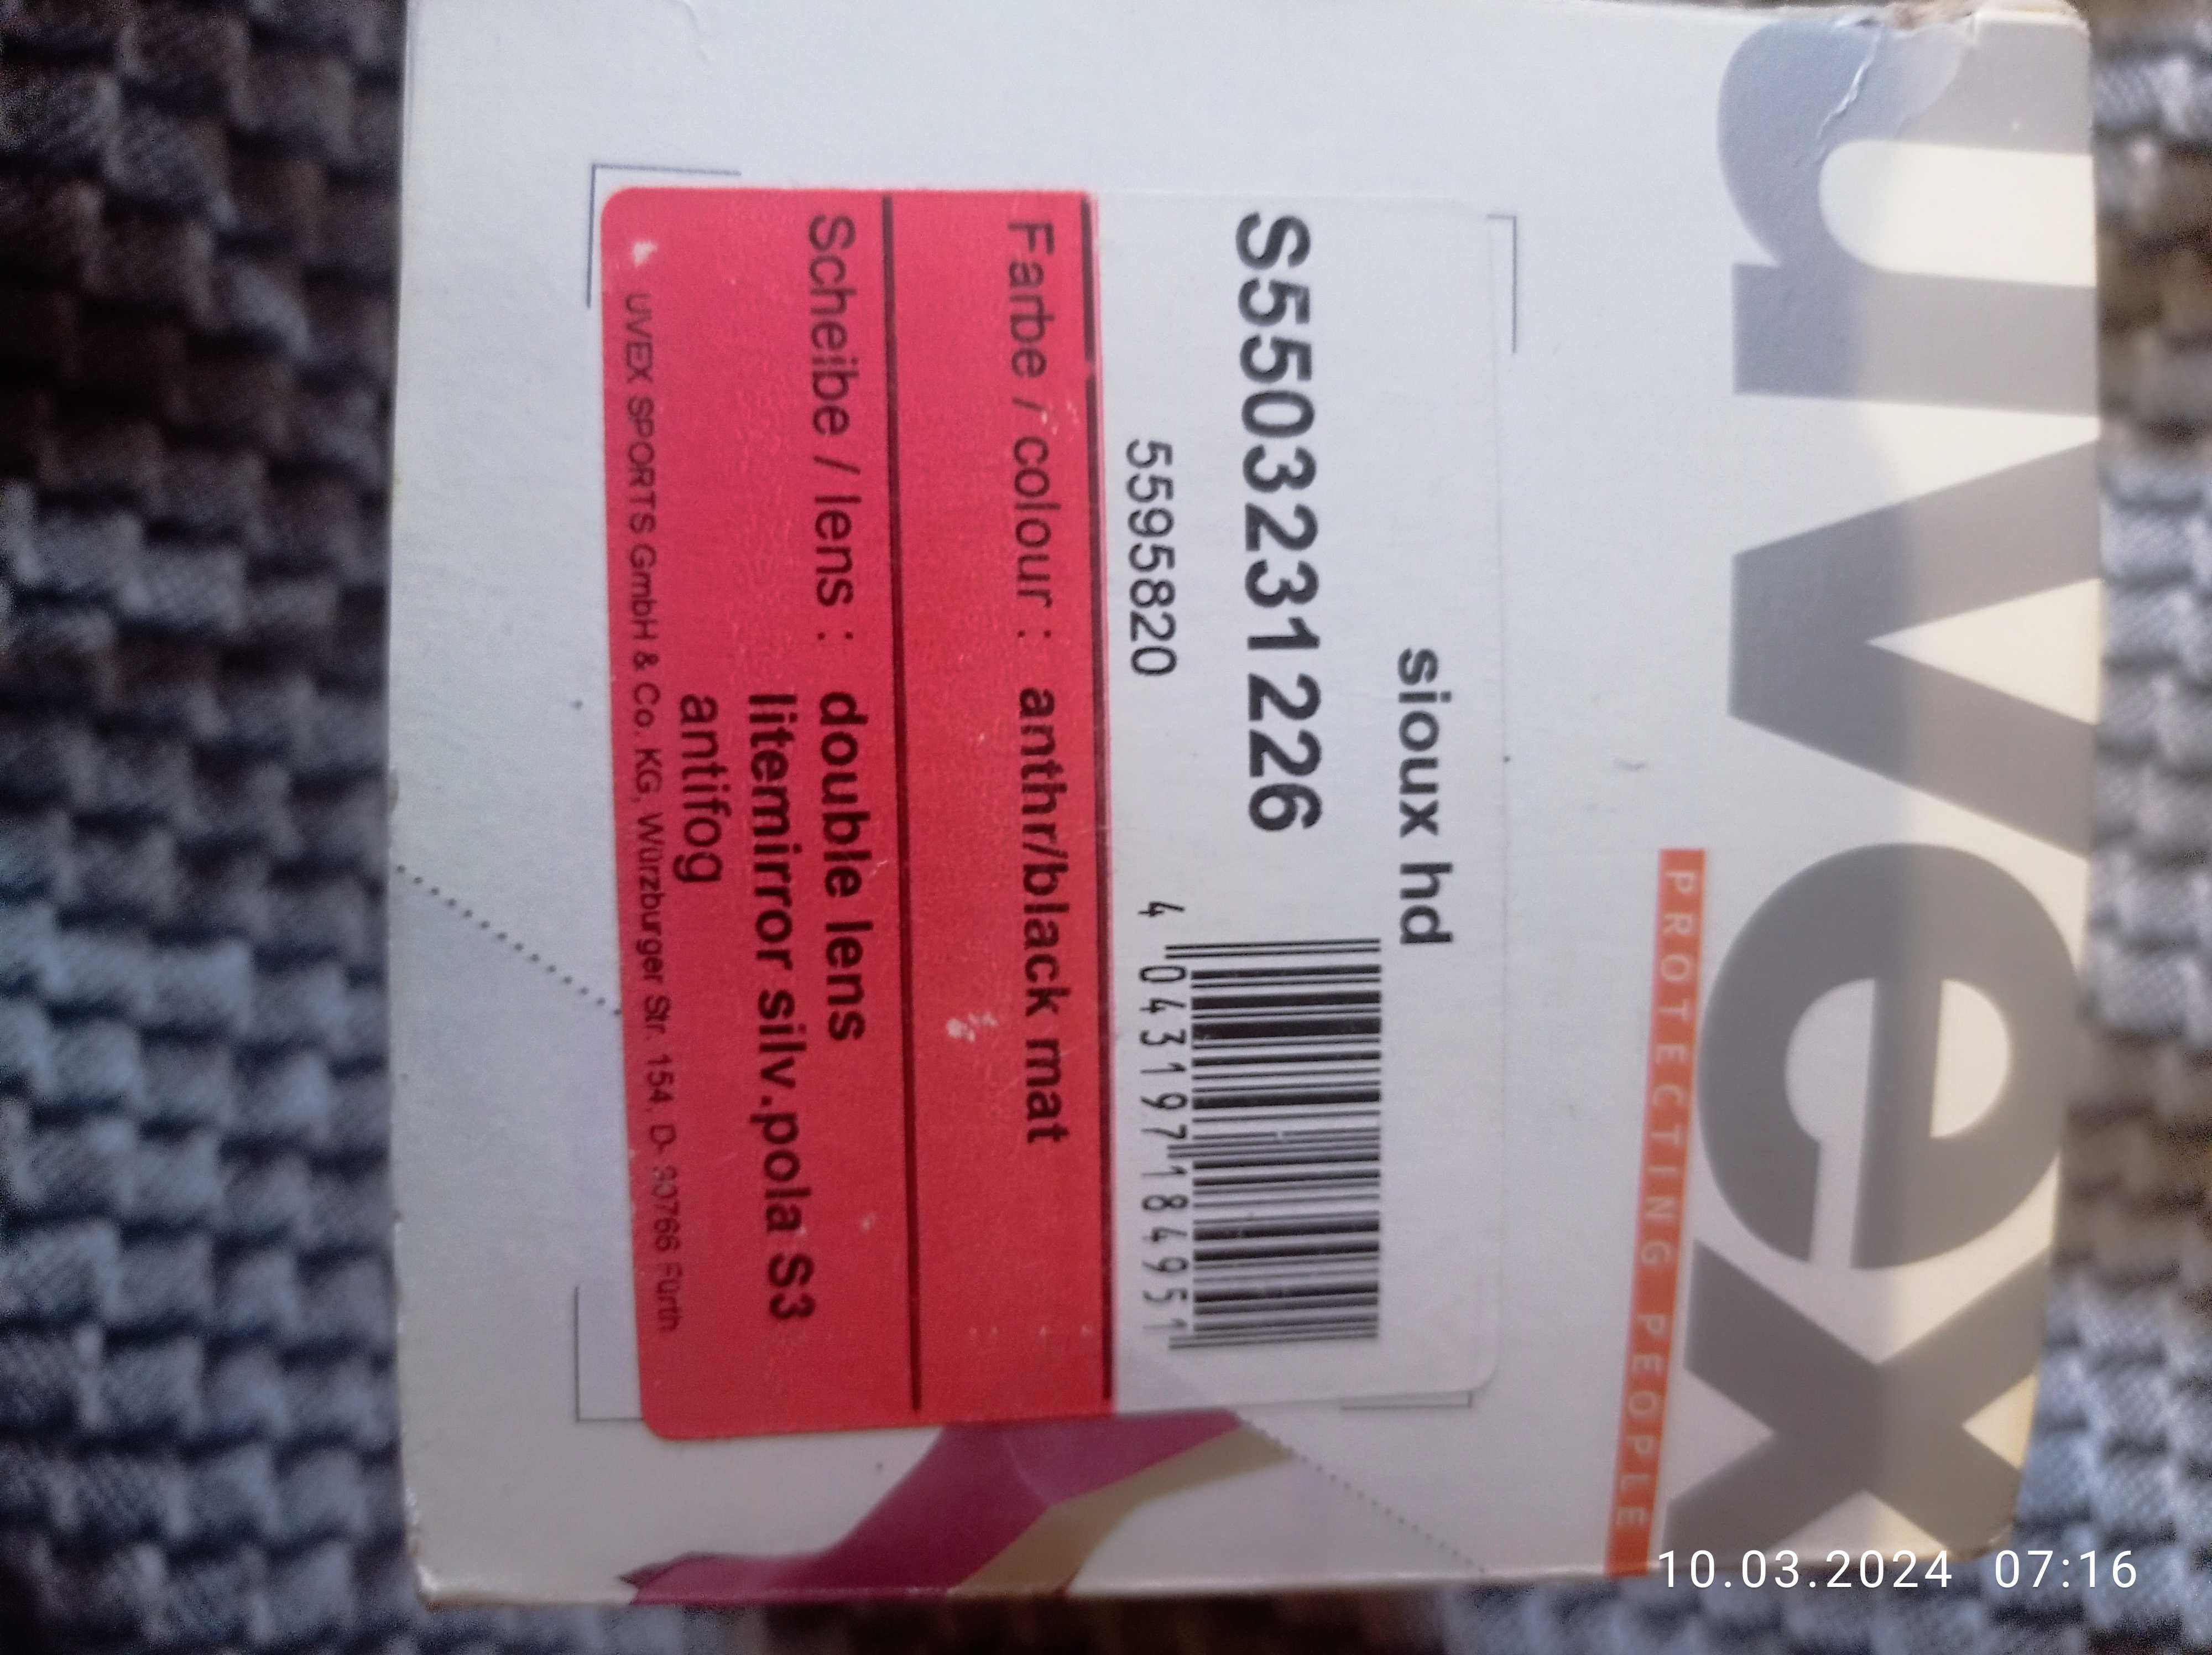 uvex
PROTECTING PEOPLE
sioux hd
S5503231226
5595820
4 043197 184951
Farbe / colour : anthr/black mat
Scheibe / lens : double lens
litemirror silv.pola S3
antifog
UVEX SPORTS GmbH & Co. KG, Würzburger Str. 154, D- 90766 Fürth
10.03.2024 07:16